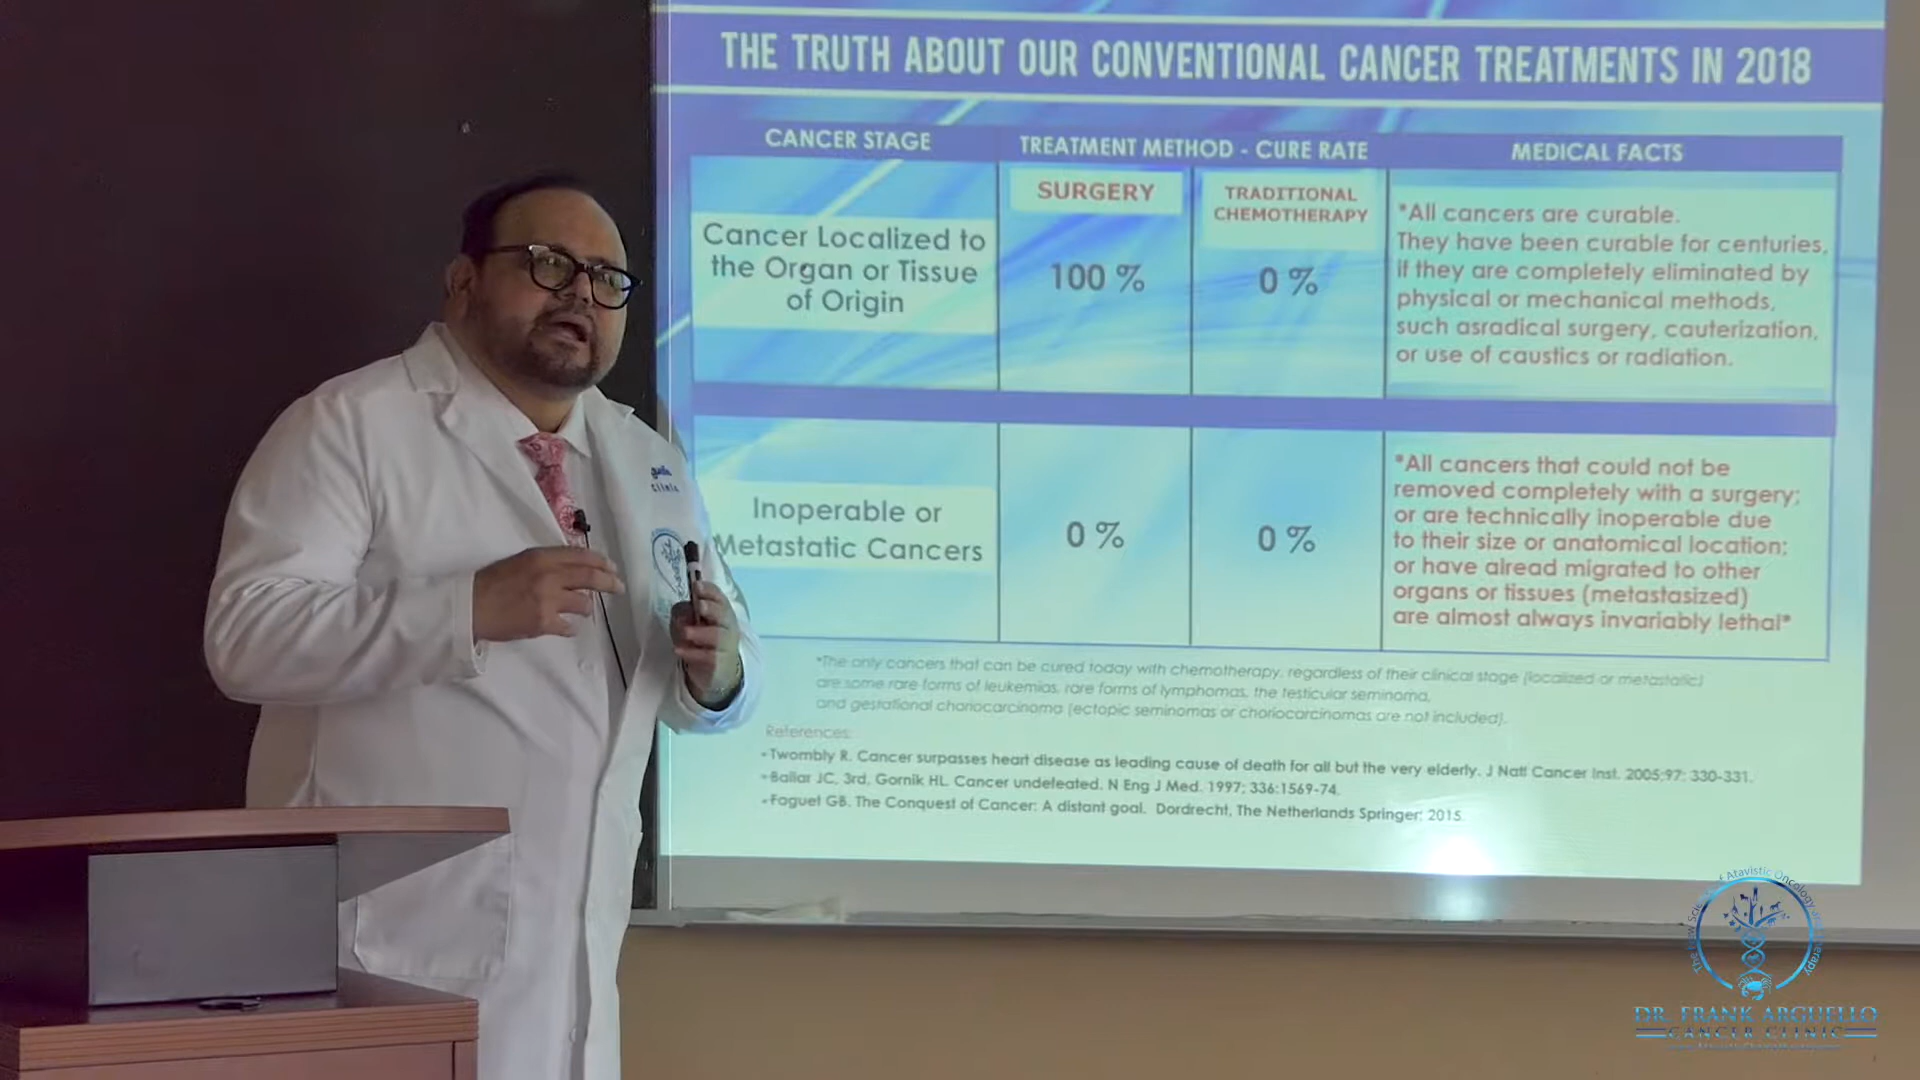 THE TRUTH ABOUT OUR CONVENTIONAL CANCER TREATMENTS IN 2018
CANCER STAGE
TREATMENT METHOD - CURE RATE
MEDICAL FACTS
Cancer Localized to
the Organ or Tissue
of Origin
SURGERY
100 %
TRADITIONAL
CHEMOTHERAPY
0 %
*All cancers are curable.
They have been curable for centuries,
if they are completely eliminated by
physical or mechanical methods,
such asradical surgery, cauterization,
or use of caustics or radiation.
Inoperable or
Metastatic Cancers
0 %
0 %
*All cancers that could not be
removed completely with a surgery;
or are technically inoperable due
to their size or anatomical location;
or have alread migrated to other
organs or tissues (metastasized)
are almost always invariably lethal*
*The only cancers that can be cured today with chemotherapy, regardless of their clinical stage (localized or metastatic)
are some rare forms of leukemias, rare forms of lymphomas, the testicular seminoma,
and gestational choriocarcinoma (ectopic seminomas or choriocarcinomas are not included).
References:
Twombly R. Cancer surpasses heart disease as leading cause of death for all but the very elderly. J Natl Cancer Inst. 2005;97: 330-331.
Bailar JC, 3rd, Gornik HL. Cancer undefeated. N Eng J Med. 1997; 336:1569-74.
Faguet GB. The Conquest of Cancer: A distant goal. Dordrecht, The Netherlands Springer; 2015.
Clinic
Atavistic Oncology
DR. FRANK ARGUELLO
CANCER CLINIC